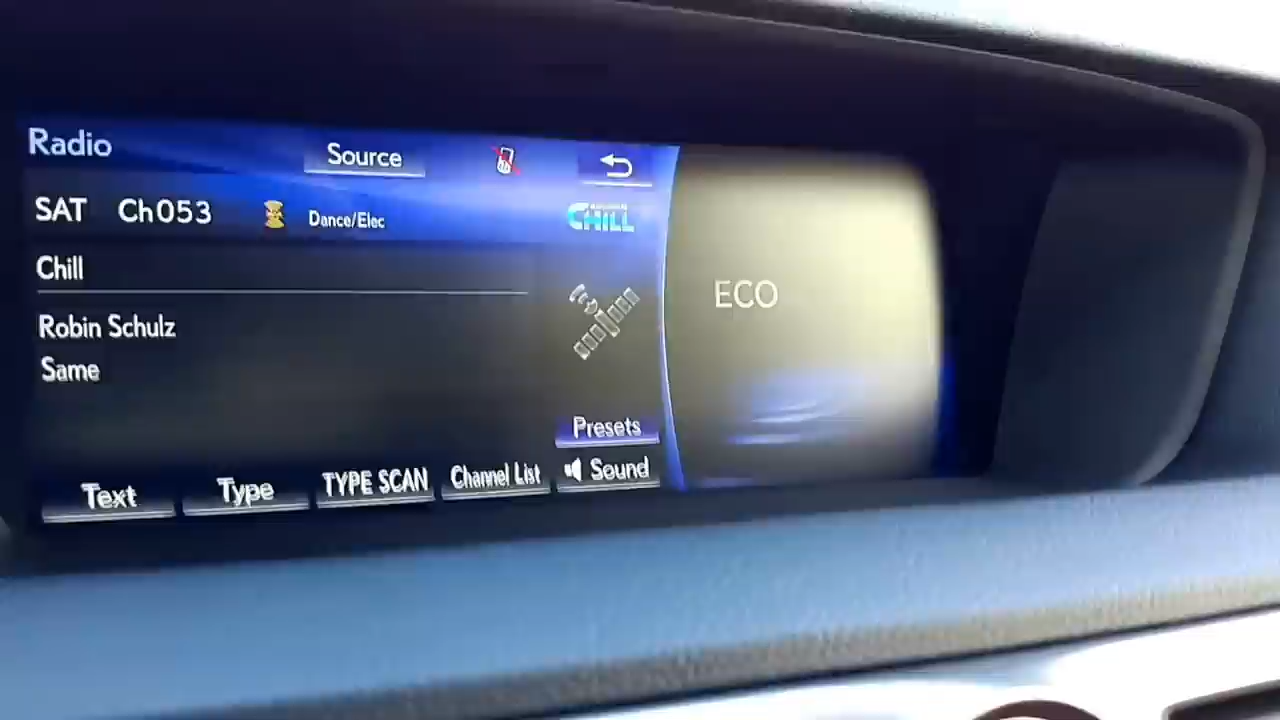 Radio
Source
SAT Ch053 Dance/Elec
CHILL
Chill
Robin Schulz
Same
ECO
Presets
Text
Type
TYPE SCAN
Channel List
Sound